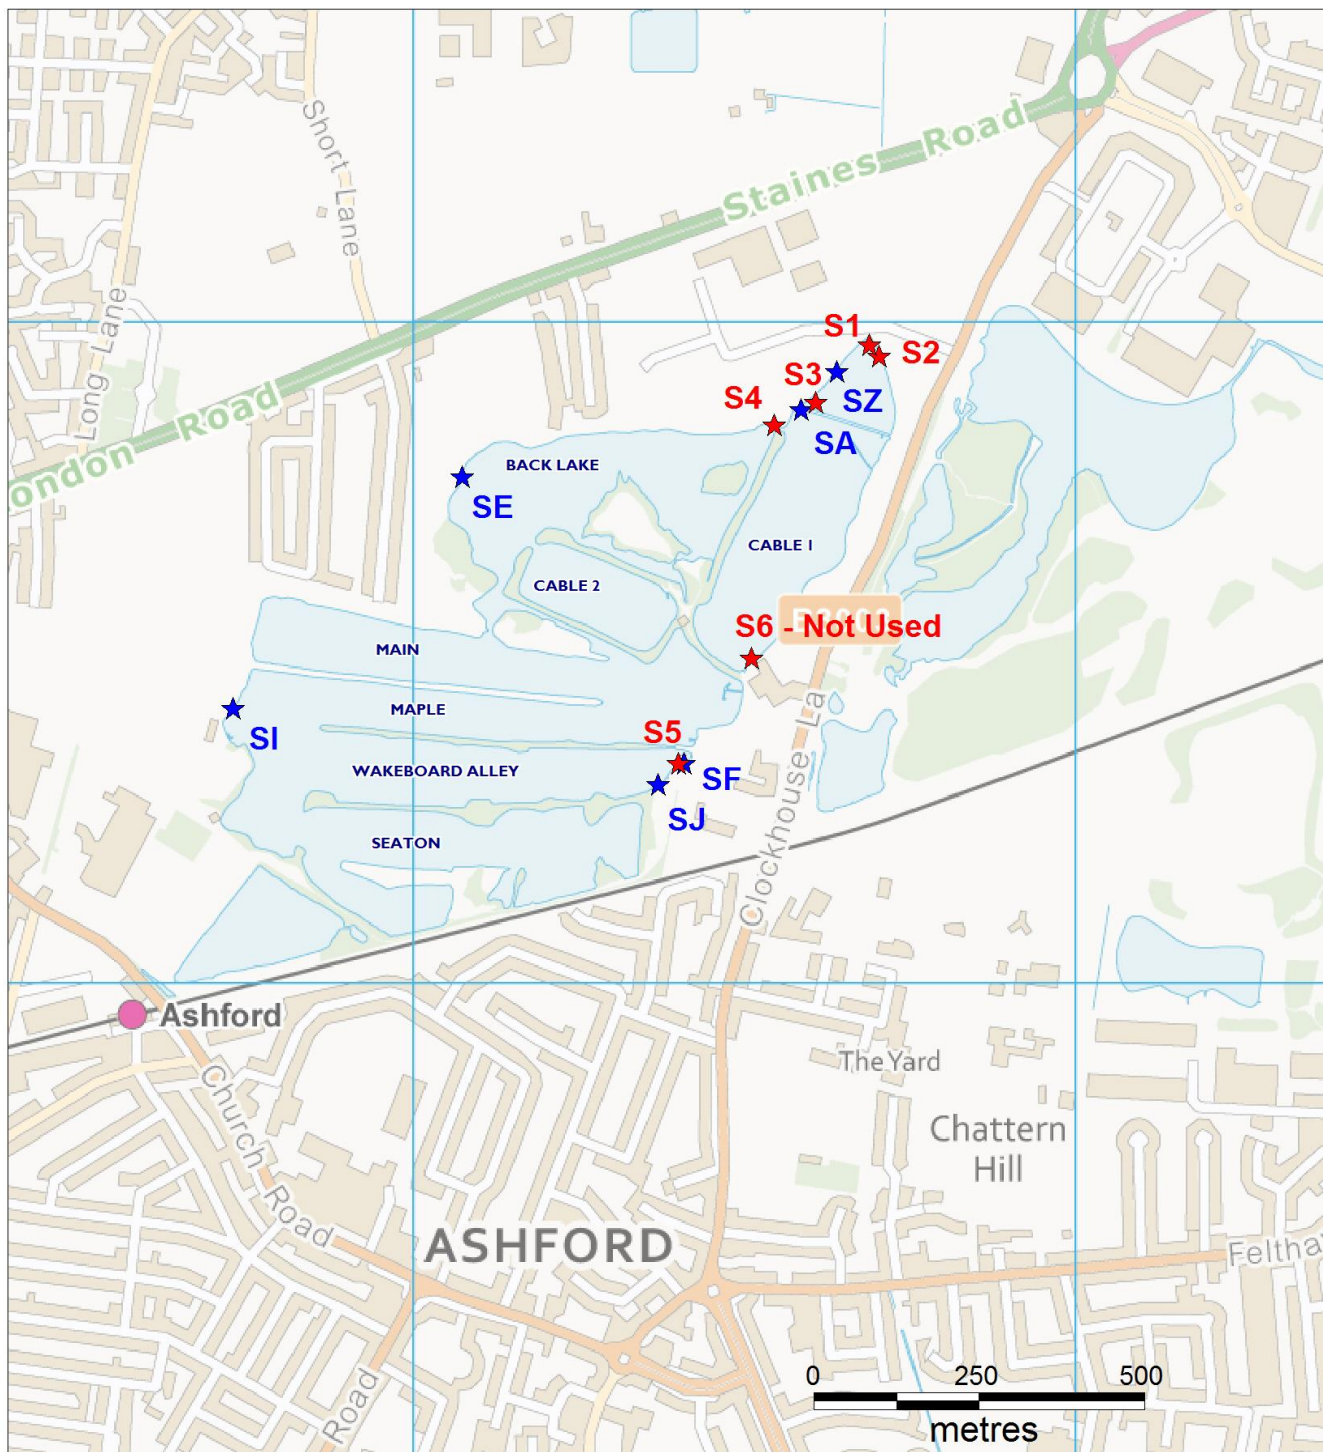 Short Lane
Staines Road
Long Lane
London Road
S1
S2
S3
SZ
S4
SA
BACK LAKE
SE
CABLE 1
CABLE 2
S6 - Not Used
MAIN
MAPLE
SI
S5
WAKEBOARD ALLEY
SF
SJ
SEATON
Clockhouse La
Ashford
The Yard
Church Road
Chattern
Hill
ASHFORD
Feltha
Road
0 250 500
metres